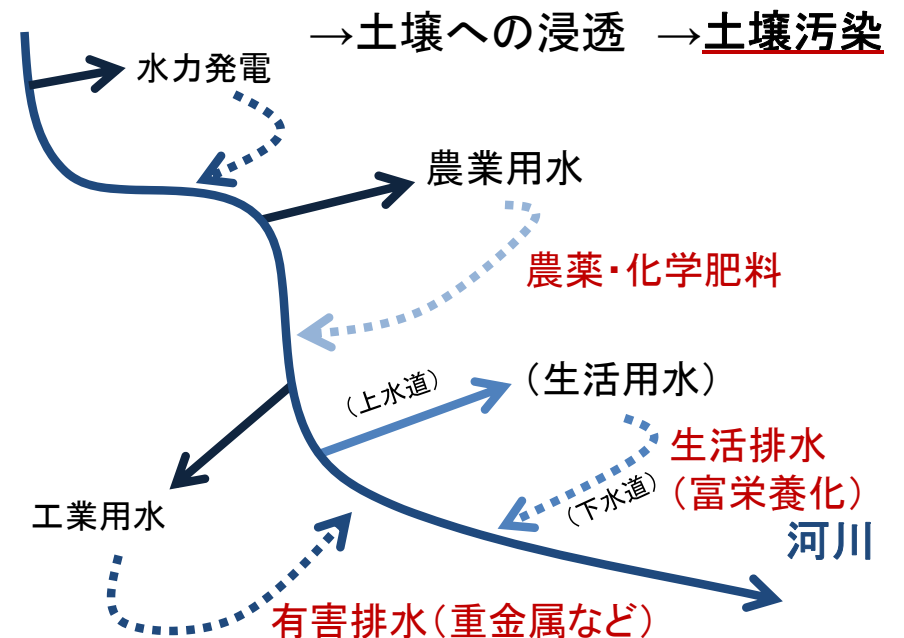 →土壌への浸透　→土壌汚染
水力発電
農業用水
農薬・化学肥料
（上水道）
（生活用水）
生活排水
（富栄養化）
（下水道）
工業用水
河川
有害排水（重金属など）